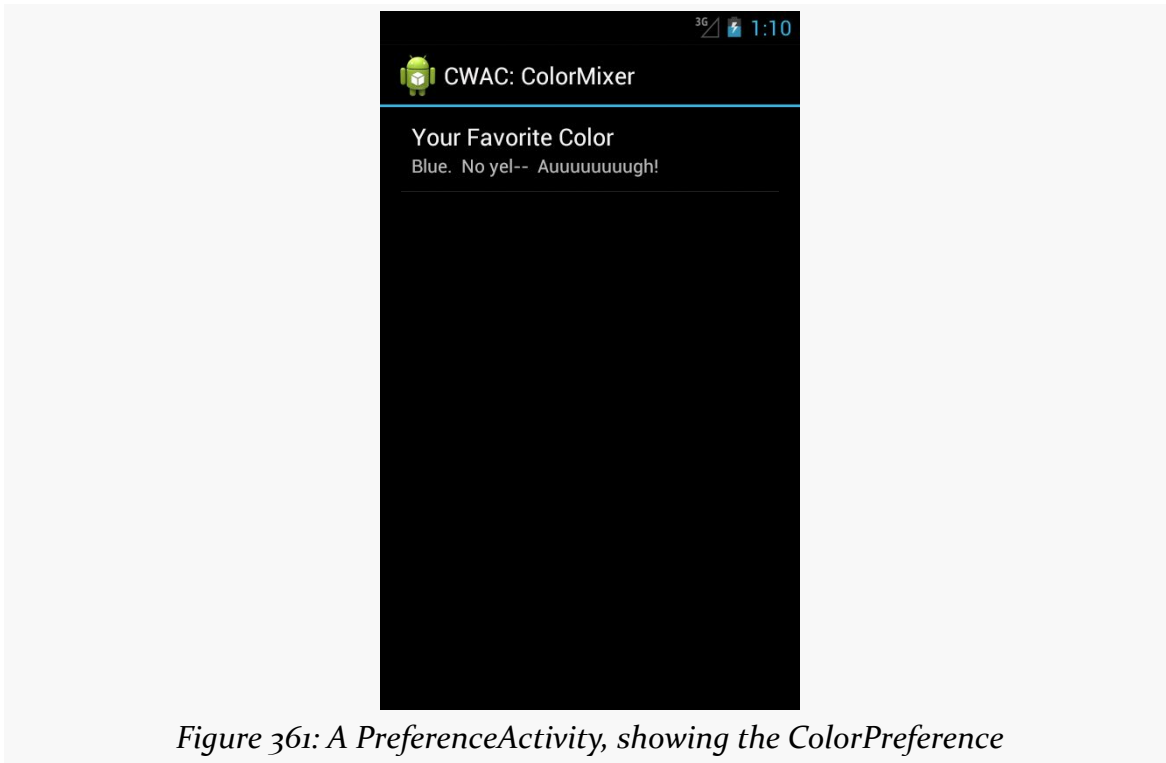 3G 1:10
CWAC: ColorMixer
Your Favorite Color
Blue.  No yel--  Auuuuuuuugh!
Figure 361: A PreferenceActivity, showing the ColorPreference